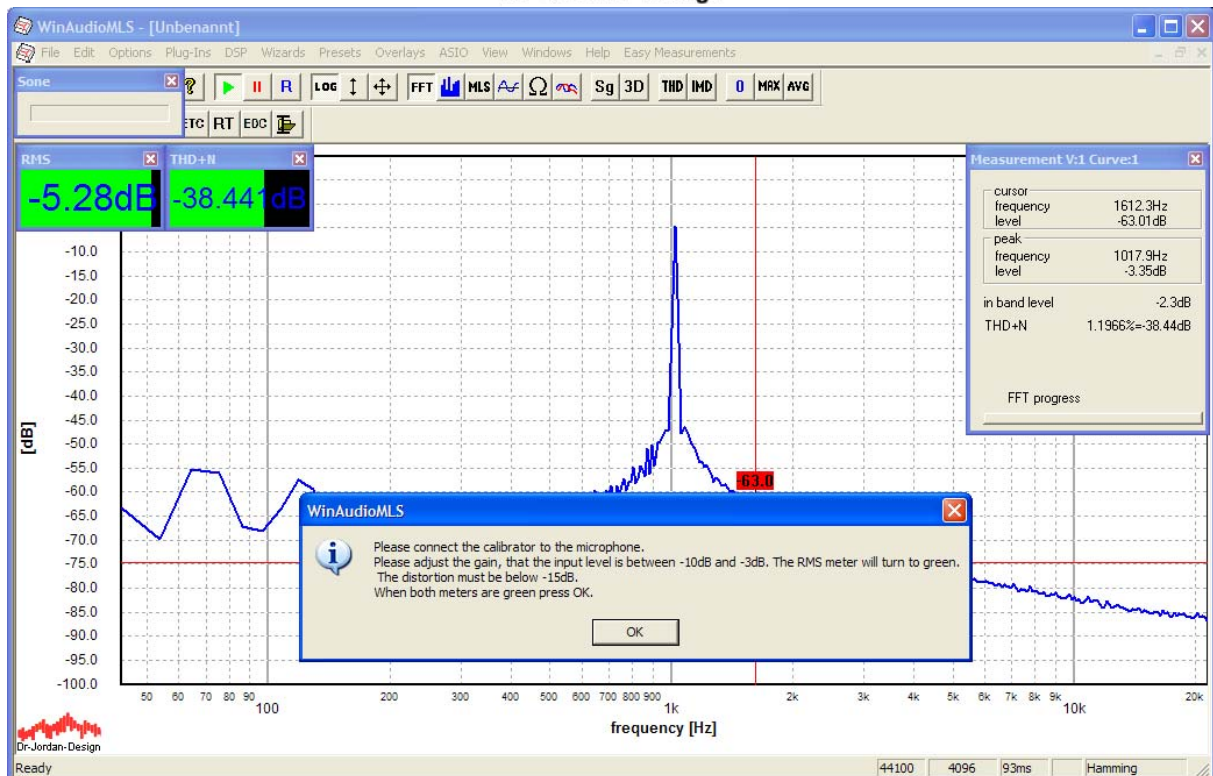 WinAudioMLS - [Unbenannt]
File Edit Options Plug-Ins DSP Wizards Presets Overlays ASIO View Windows Help Easy Measurements
Sone
? R LOG FFT MLS Ω Sg 3D THD IMD 0 MAX AVG
RT EDC
RMS THD+N
-5.28dB -38.441dB
Measurement V:1 Curve:1
cursor
frequency 1612.3Hz
level -63.01dB
peak
frequency 1017.9Hz
level -3.35dB
in band level -2.3dB
THD+N 1.1966%=-38.44dB
FFT progress
-10.0
-15.0
-20.0
-25.0
-30.0
-35.0
-40.0
-45.0
-50.0
-55.0
-60.0
-65.0
-70.0
-75.0
-80.0
-85.0
-90.0
-95.0
-100.0
[dB]
-63.0
WinAudioMLS
Please connect the calibrator to the microphone.
Please adjust the gain, that the input level is between -10dB and -3dB. The RMS meter will turn to green.
The distortion must be below -15dB.
When both meters are green press OK.
OK
50 60 70 80 90 100 200 300 400 500 600 700 800 900 1k 2k 3k 4k 5k 6k 7k 8k 9k 10k 20k
frequency [Hz]
Dr-Jordan-Design
Ready 44100 4096 93ms Hamming